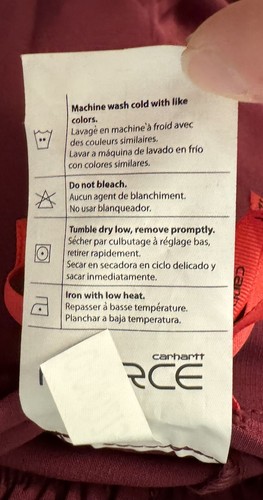 Machine wash cold with like
colors.
Lavage en machine à froid avec
des couleurs similaires.
Lavar a máquina de lavado en frío
con colores similares.
Do not bleach.
Aucun agent de blanchiment.
No usar blanqueador.
Tumble dry low, remove promptly.
Sécher par culbutage à réglage bas,
retirer rapidement.
Secar en secadora en ciclo delicado y
sacar inmediatamente.
Iron with low heat.
Repasser à basse température.
Planchar a baja temperatura.
carhartt
RCE